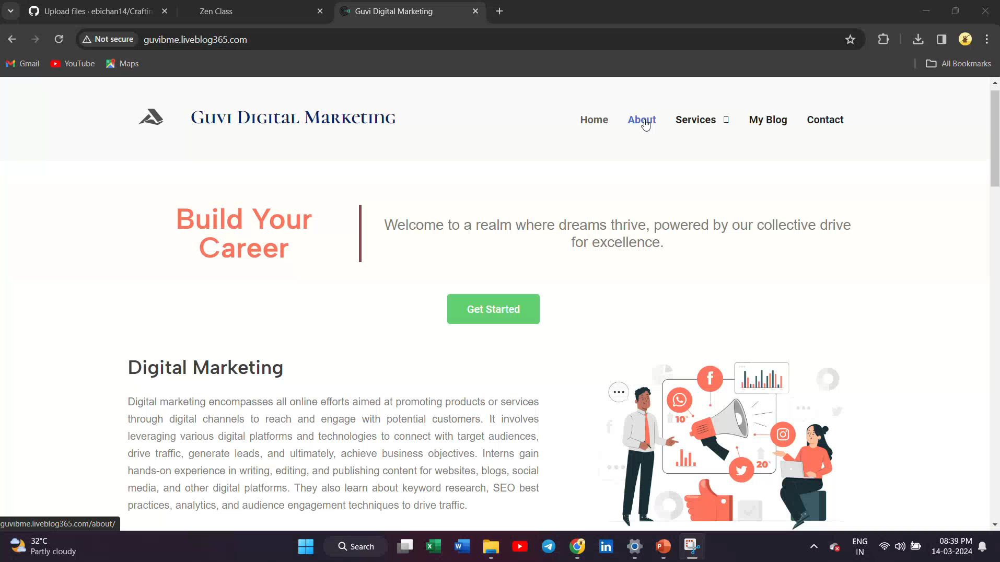 Upload files · ebichan14/Craftin
Zen Class
Guvi Digital Marketing
Not secure
guvibme.liveblog365.com
Gmail
YouTube
Maps
All Bookmarks
Guvi Digital Marketing
Home
About
Services
My Blog
Contact
Build Your
Career
Welcome to a realm where dreams thrive, powered by our collective drive
for excellence.
Get Started
Digital Marketing
Digital marketing encompasses all online efforts aimed at promoting products or services
through digital channels to reach and engage with potential customers. It involves
leveraging various digital platforms and technologies to connect with target audiences,
drive traffic, generate leads, and ultimately, achieve business objectives. Interns gain
hands-on experience in writing, editing, and publishing content for websites, blogs, social
media, and other digital platforms. They also learn about keyword research, SEO best
practices, analytics, and audience engagement techniques to drive traffic.
10%
20%
guvibme.liveblog365.com/about/
32°C
Partly cloudy
Search
ENG
IN
08:39 PM
14-03-2024